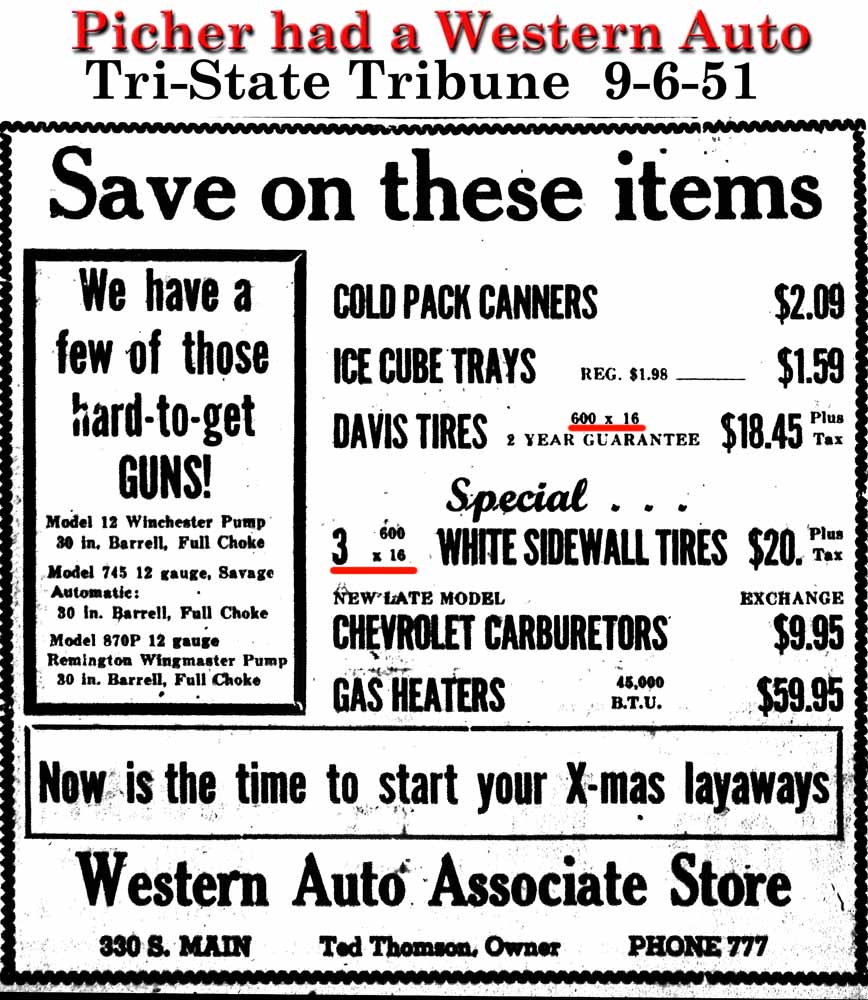 Picher had a Western Auto
Tri-State Tribune 9-6-51
Save on these items
We have a
few of those
hard-to-get
GUNS!
Model 12 Winchester Pump
30 in. Barrell, Full Choke
Model 745 12 gauge, Savage
Automatic:
30 in. Barrell, Full Choke
Model 870P 12 gauge
Remington Wingmaster Pump
30 in. Barrell, Full Choke
COLD PACK CANNERS $2.09
ICE CUBE TRAYS REG. $1.98 $1.59
DAVIS TIRES 600 x 16 2 YEAR GUARANTEE $18.45 Plus Tax
Special . . .
3 600 x 16 WHITE SIDEWALL TIRES $20. Plus Tax
NEW LATE MODEL EXCHANGE
CHEVROLET CARBURETORS $9.95
GAS HEATERS 45,000 B.T.U. $59.95
Now is the time to start your X-mas layaways
Western Auto Associate Store
330 S. MAIN Ted Thomson, Owner PHONE 777